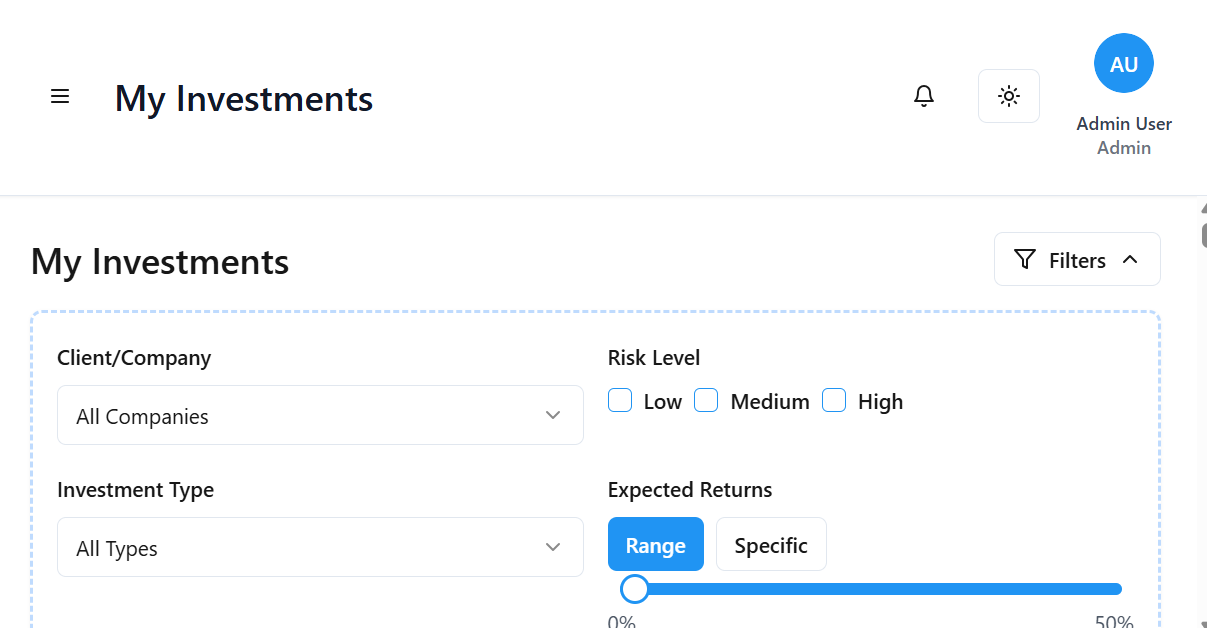 My Investments
AU
Admin User
Admin
My Investments
Filters
Client/Company
All Companies
Risk Level
Low Medium High
Investment Type
All Types
Expected Returns
Range Specific
0% 50%